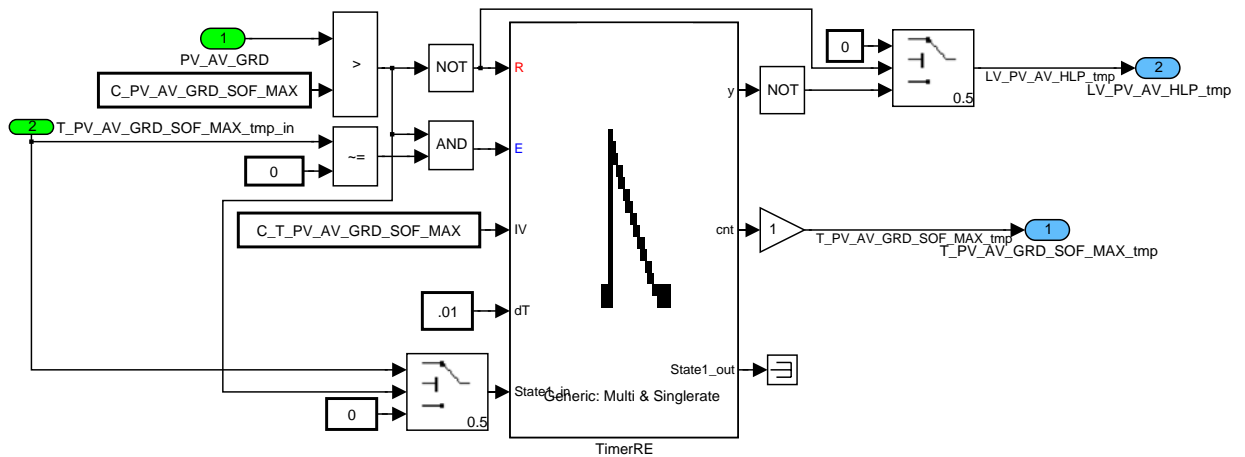 1
PV_AV_GRD
C_PV_AV_GRD_SOF_MAX
2
T_PV_AV_GRD_SOF_MAX_tmp_in
0
>
~=
NOT
AND
C_T_PV_AV_GRD_SOF_MAX
.01
0
0.5
R
E
IV
dT
State1_in
y
cnt
State1_out
Generic: Multi & Singlerate
TimerRE
NOT
0
0.5
LV_PV_AV_HLP_tmp
2
LV_PV_AV_HLP_tmp
1
T_PV_AV_GRD_SOF_MAX_tmp
1
T_PV_AV_GRD_SOF_MAX_tmp